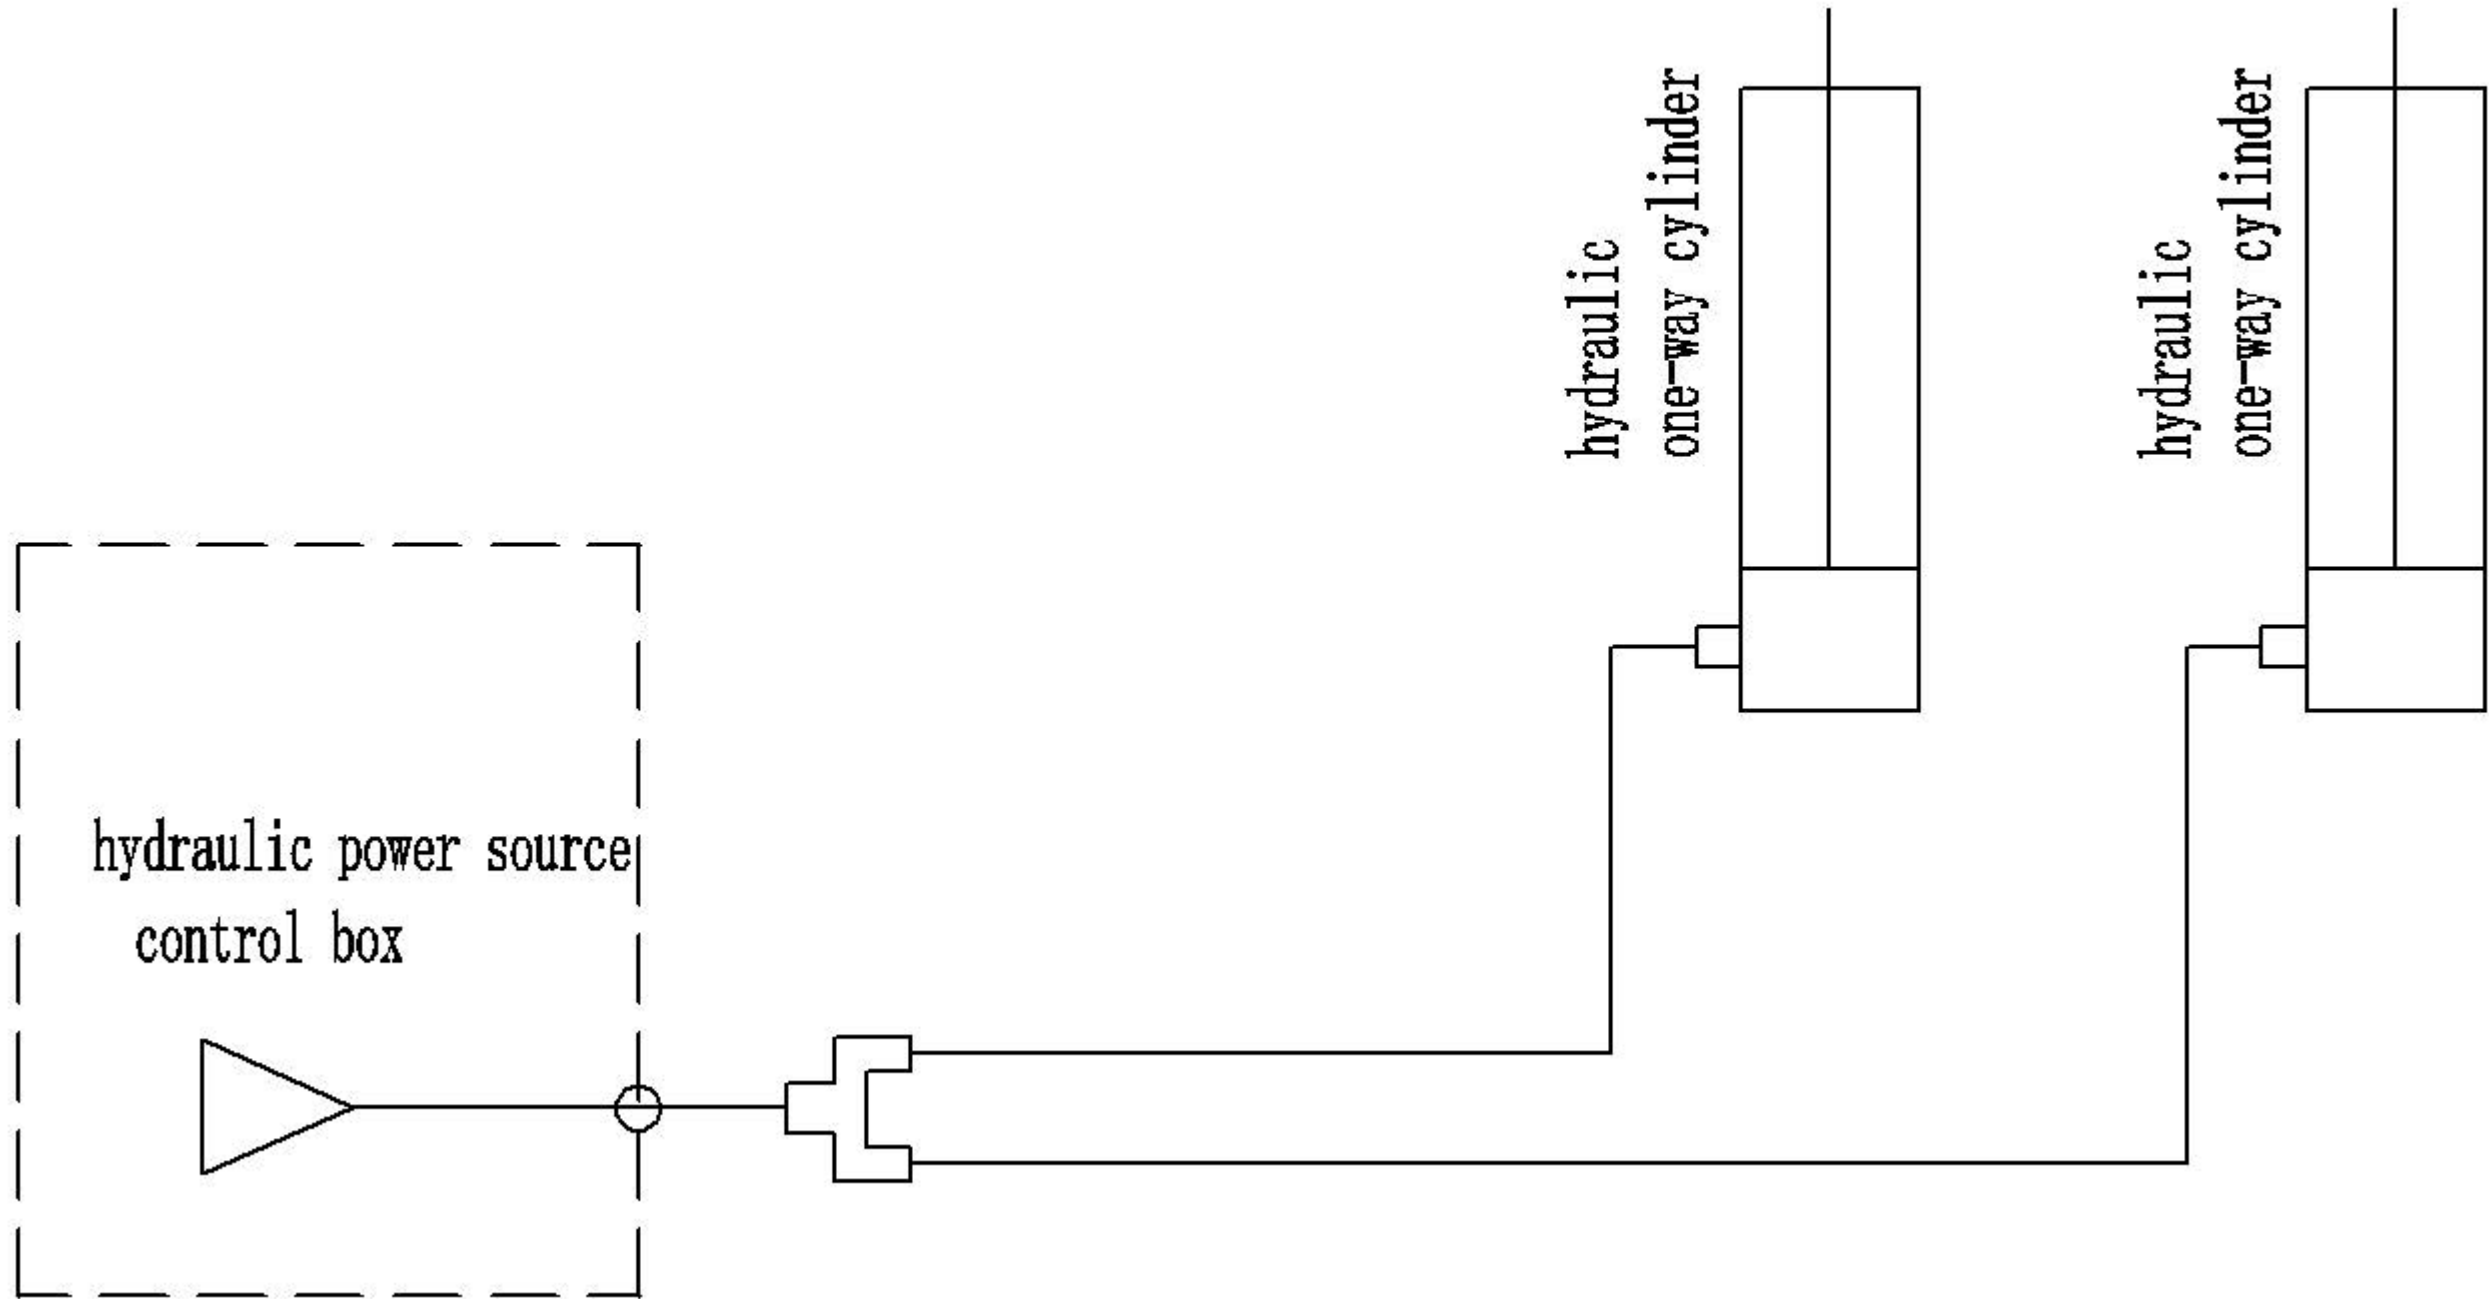 hydraulic
one-way cylinder
hydraulic
one-way cylinder
hydraulic power source
control box